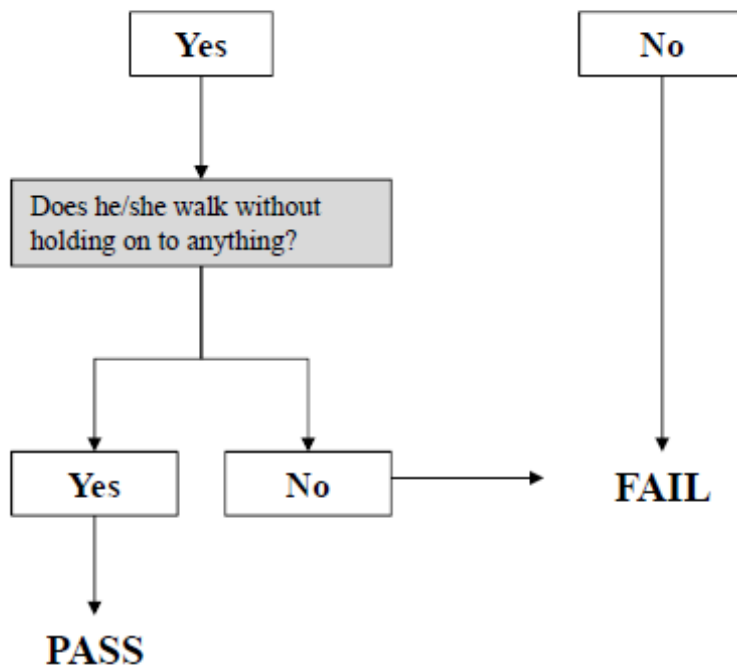 Yes
No
Does he/she walk without
holding on to anything?
Yes
No
FAIL
PASS